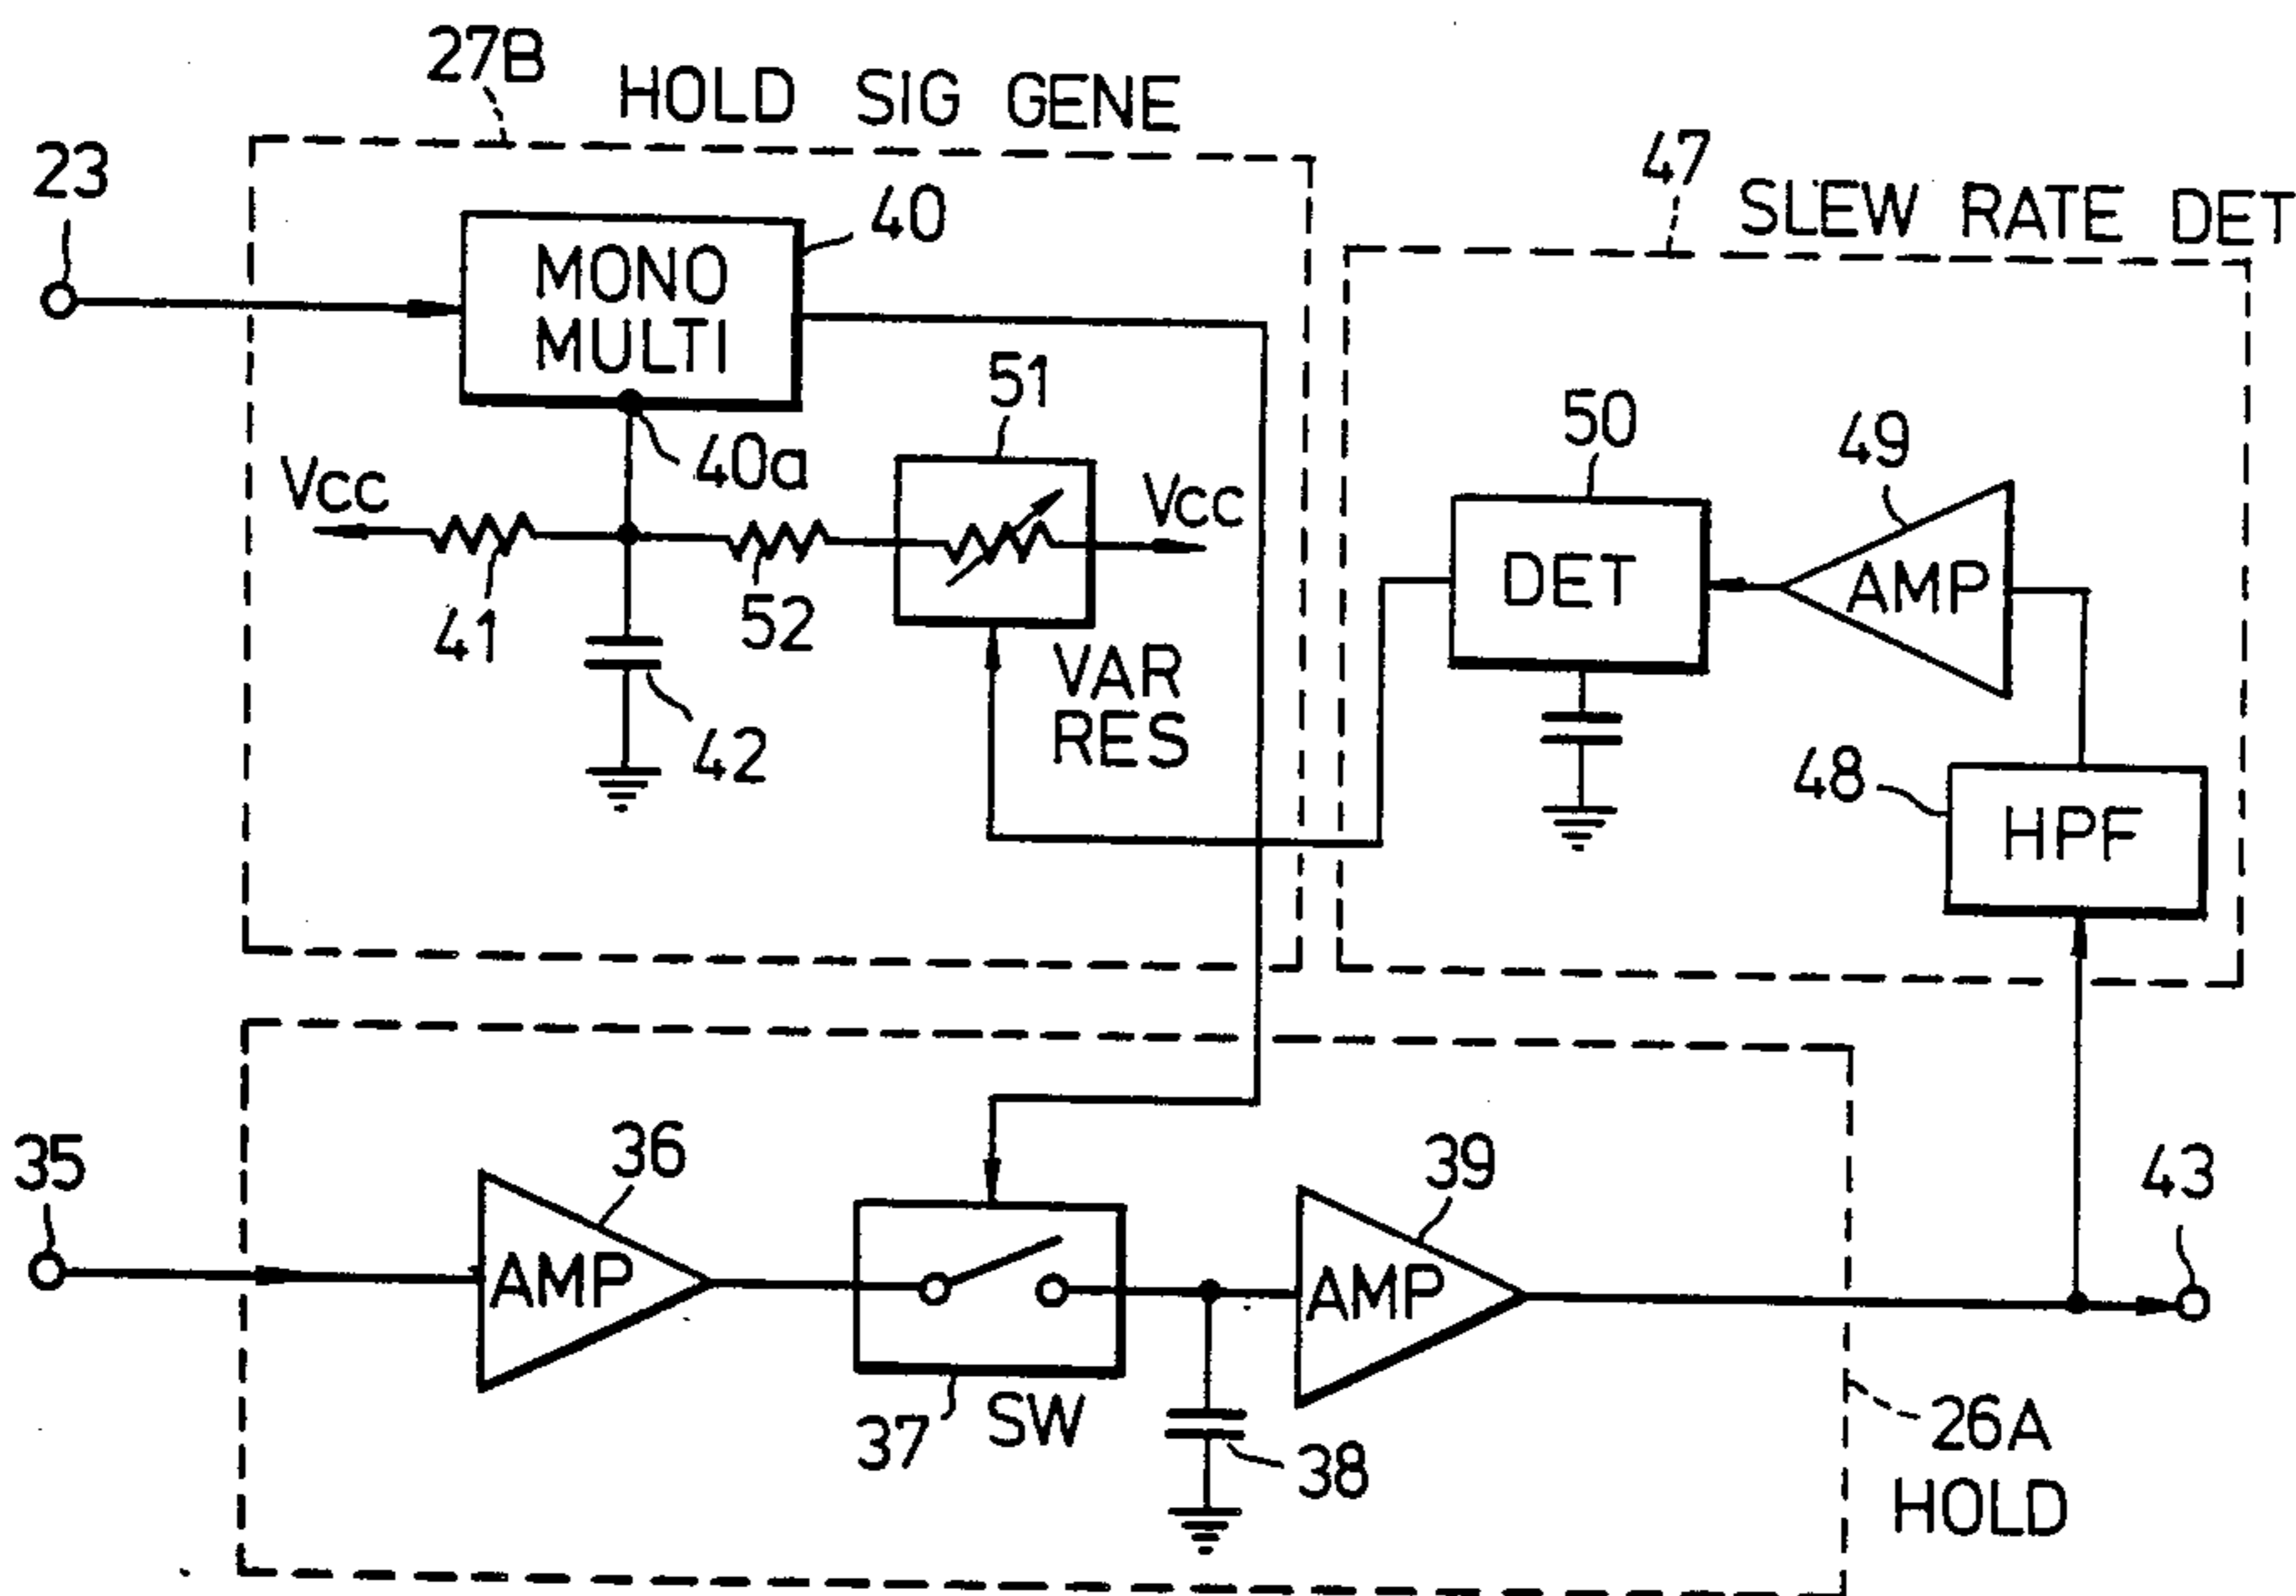 27B
HOLD SIG GENE
23
40
MONO
MULTI
47
SLEW RATE DET
51
40a
Vcc
Vcc
50
49
DET
AMP
41
52
VAR
RES
42
48
HPF
35
36
39
43
AMP
AMP
37
SW
38
26A
HOLD